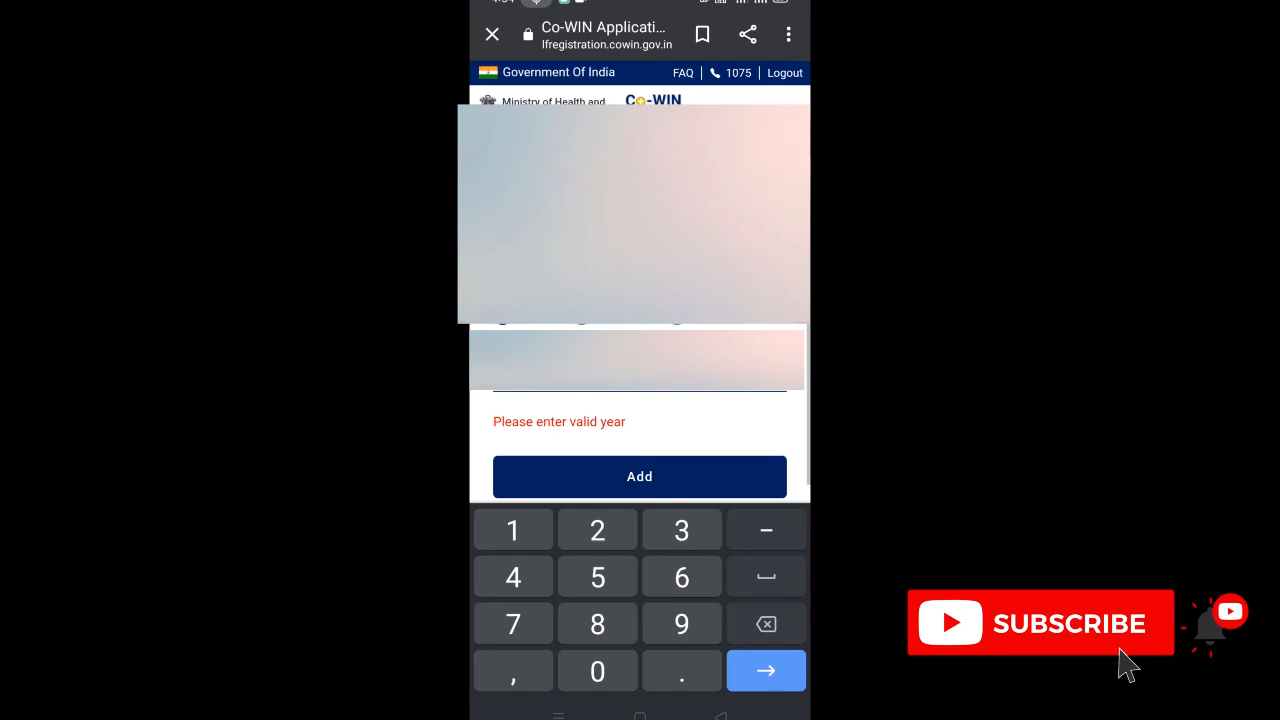 Co-WIN Applicati...
lfregistration.cowin.gov.in
Government Of India
FAQ | 1075 | Logout
Ministry of Health and
Co-WIN
Please enter valid year
Add
1 2 3 -
4 5 6
7 8 9
, 0 .
SUBSCRIBE